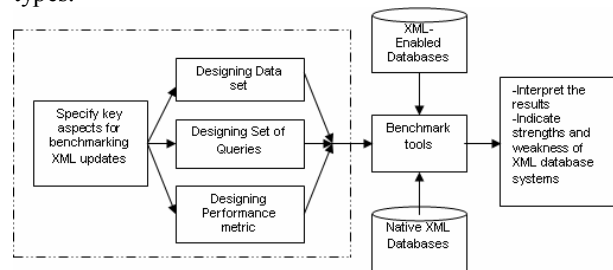 types.
XML-
Enabled
Databases
Designing Data
set
Specify key
aspects for
benchmarking
XML updates
Designing Set of
Queries
Benchmark
tools
-Interpret the
results
-Indicate
strengths and
weakness of
XML database
systems
Designing
Performance
metric
Native XML
Databases